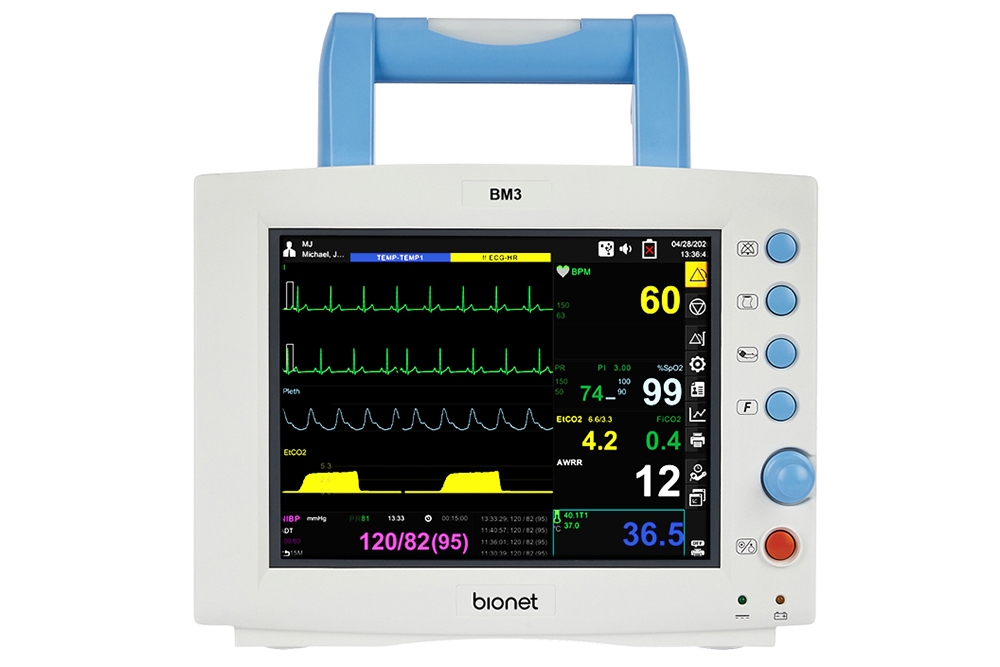 BM3
MJ
Michael, J...
TEMP-TEMP1
!! ECG-HR
04/28/202
13:36:4
I
BPM
150
63
60
PR
PI 3.00
%SpO2
150
50
74
100
90
99
Pleth
EtCO2 6.6/3.3
FiCO2
4.2
0.4
EtCO2
5.3
AWRR
12
NIBP mmHg
PR81
13:33
00:15:00
13:33:29; 120 / 82 (95)
11:40:57; 120 / 82 (95)
11:36:01; 120 / 82 (95)
11:30:39; 120 / 82 (95)
120/82(95)
15M
40.1T1
°C 37.0
36.5
OFF
F
bionet